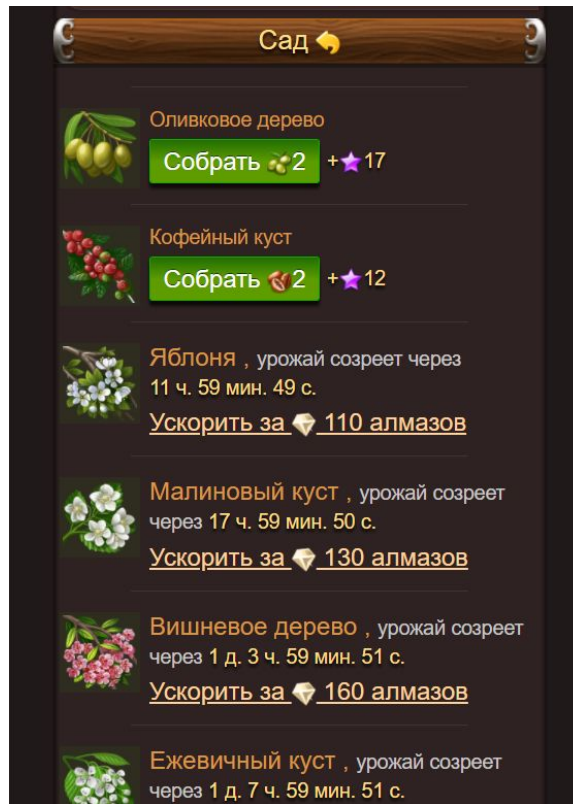 Сад
Оливковое дерево
Собрать 2 +17
Кофейный куст
Собрать 2 +12
Яблоня , урожай созреет через
11 ч. 59 мин. 49 с.
Ускорить за 110 алмазов
Малиновый куст , урожай созреет
через 17 ч. 59 мин. 50 с.
Ускорить за 130 алмазов
Вишневое дерево , урожай созреет
через 1 д. 3 ч. 59 мин. 51 с.
Ускорить за 160 алмазов
Ежевичный куст , урожай созреет
через 1 д. 7 ч. 59 мин. 51 с.